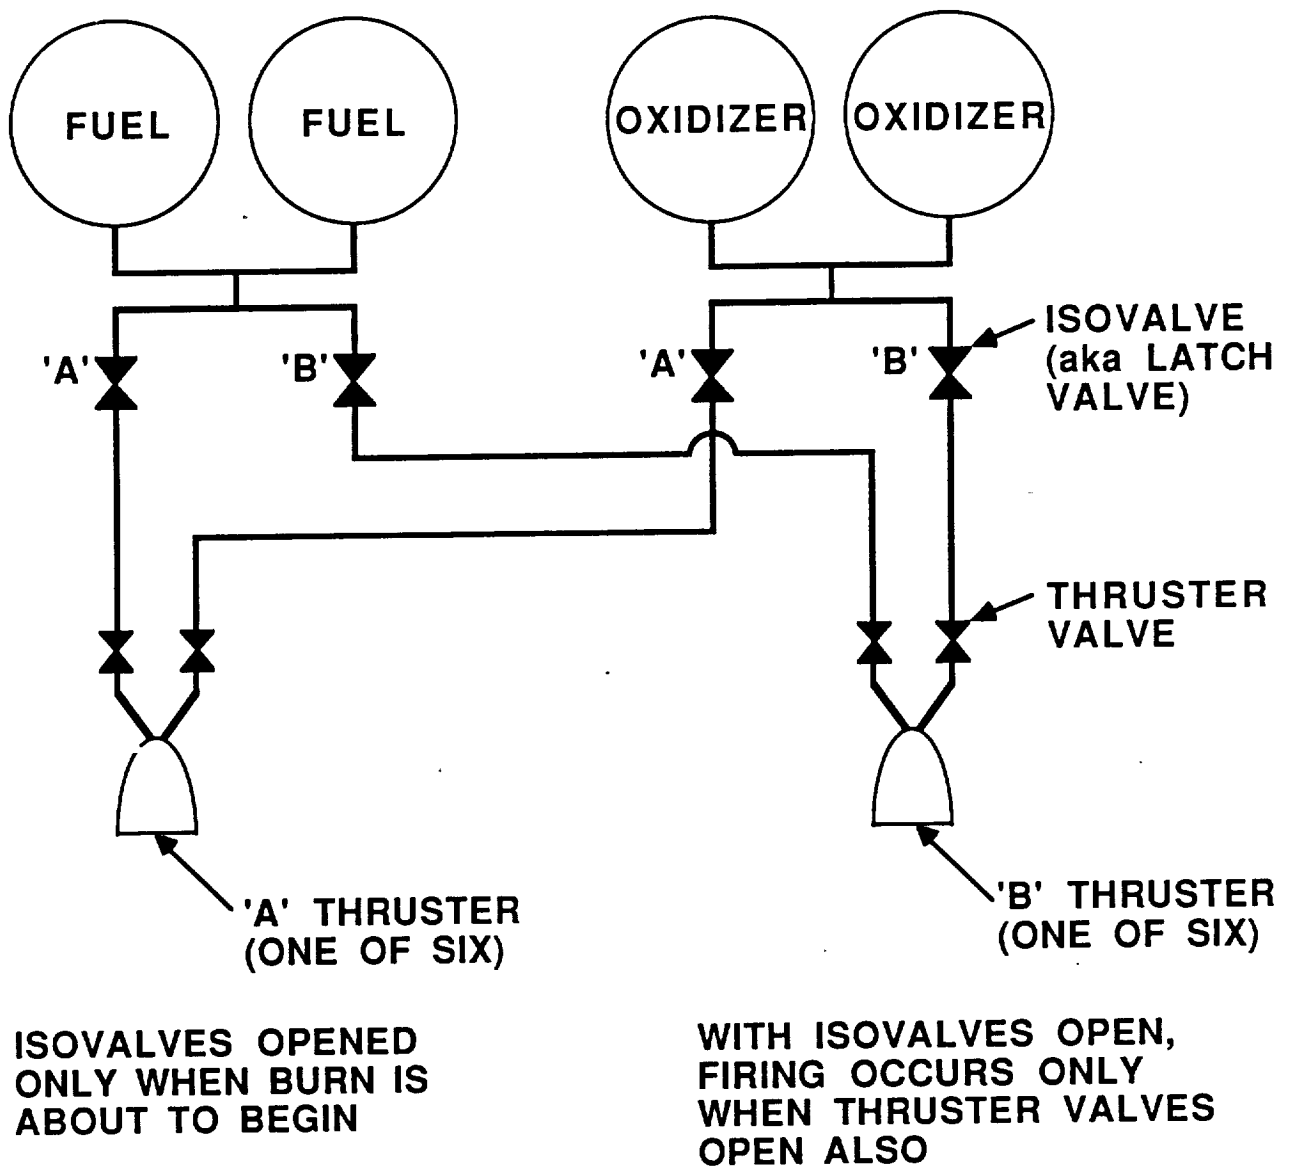 FUEL
FUEL
OXIDIZER
OXIDIZER
'A'
'B'
'A'
'B'
ISOVALVE
(aka LATCH
VALVE)
THRUSTER
VALVE
'A' THRUSTER
(ONE OF SIX)
'B' THRUSTER
(ONE OF SIX)
ISOVALVES OPENED
ONLY WHEN BURN IS
ABOUT TO BEGIN
WITH ISOVALVES OPEN,
FIRING OCCURS ONLY
WHEN THRUSTER VALVES
OPEN ALSO